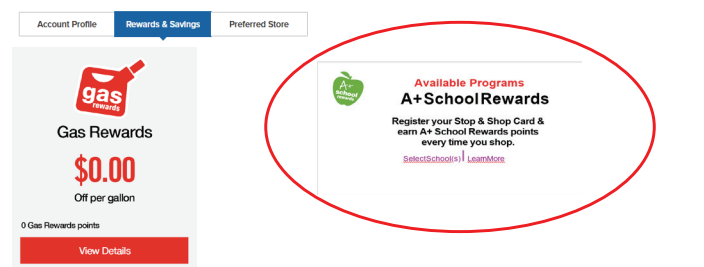 Account Profile
Rewards & Savings
Preferred Store
gas
rewards
Gas Rewards
$0.00
Off per gallon
0 Gas Rewards points
View Details
A+
school
rewards
Available Programs
A+SchoolRewards
Register your Stop & Shop Card &
earn A+ School Rewards points
every time you shop.
SelectSchool(s) | LearnMore